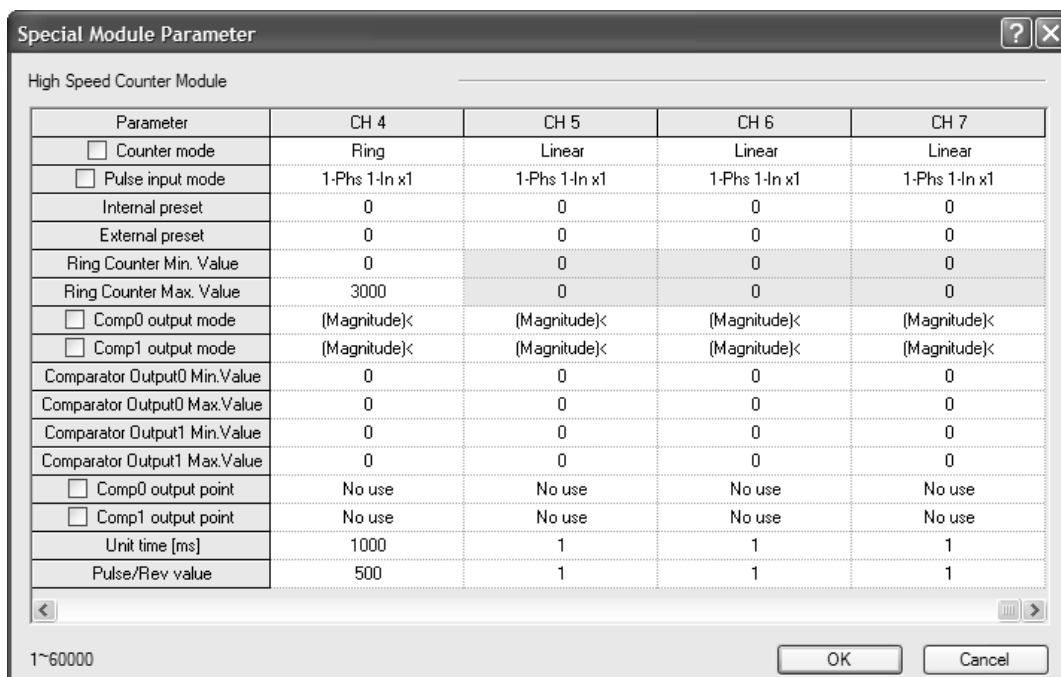 Special Module Parameter
High Speed Counter Module
Parameter CH 4 CH 5 CH 6 CH 7
Counter mode Ring Linear Linear Linear
Pulse input mode 1-Phs 1-In x1 1-Phs 1-In x1 1-Phs 1-In x1 1-Phs 1-In x1
Internal preset 0 0 0 0
External preset 0 0 0 0
Ring Counter Min. Value 0 0 0 0
Ring Counter Max. Value 3000 0 0 0
Comp0 output mode (Magnitude)< (Magnitude)< (Magnitude)< (Magnitude)<
Comp1 output mode (Magnitude)< (Magnitude)< (Magnitude)< (Magnitude)<
Comparator Output0 Min.Value 0 0 0 0
Comparator Output0 Max.Value 0 0 0 0
Comparator Output1 Min.Value 0 0 0 0
Comparator Output1 Max.Value 0 0 0 0
Comp0 output point No use No use No use No use
Comp1 output point No use No use No use No use
Unit time [ms] 1000 1 1 1
Pulse/Rev value 500 1 1 1
1~60000 OK Cancel